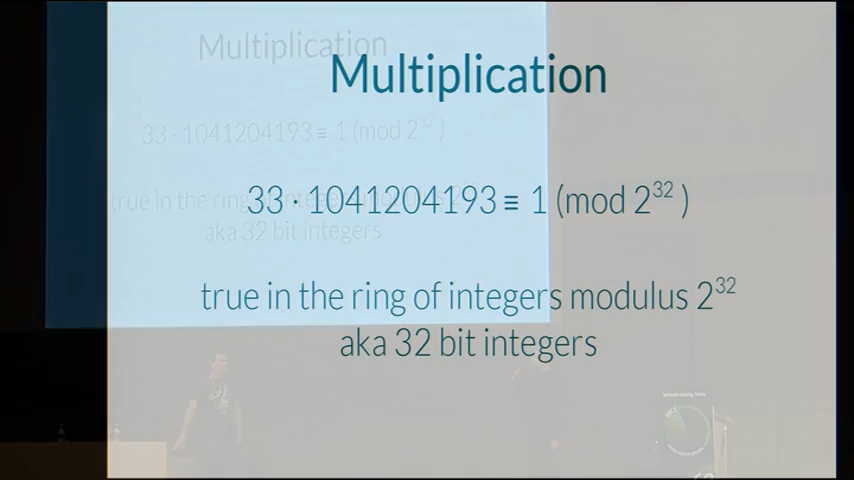 Multiplication
33 · 1041204193 ≡ 1 (mod 2³²)
true in the ring of integers modulus 2³²
aka 32 bit integers